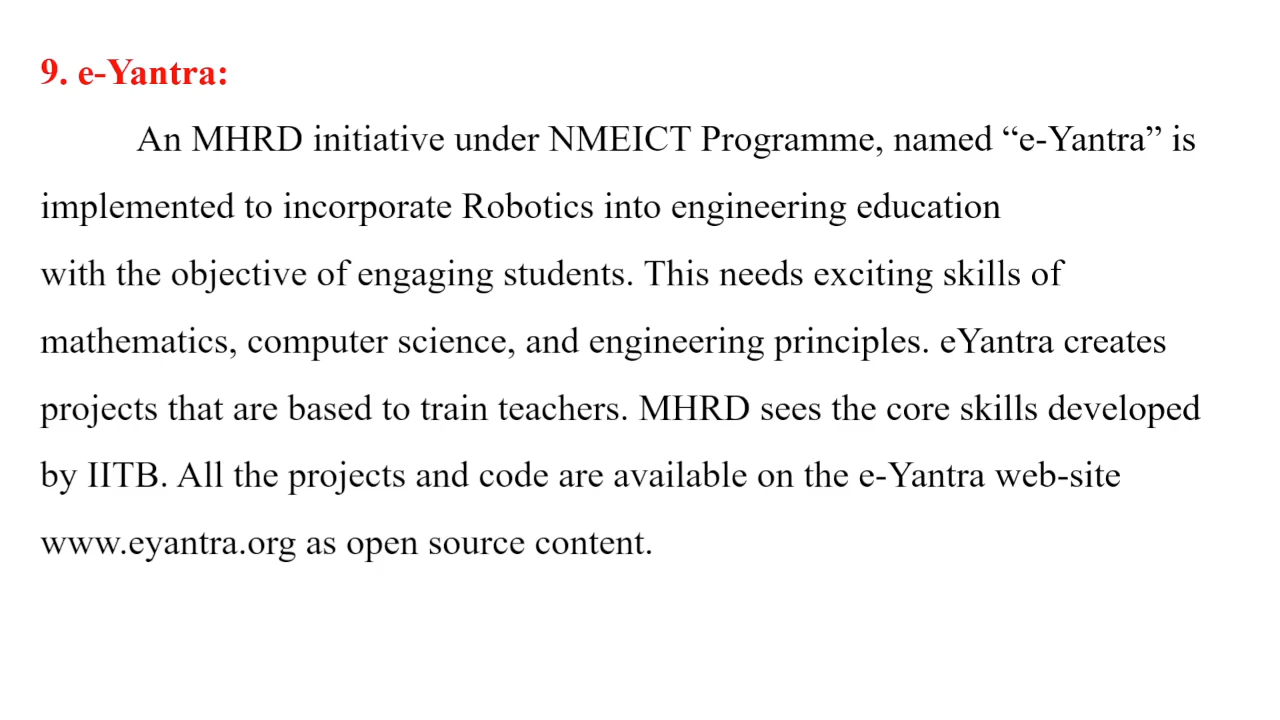 9. e-Yantra:
An MHRD initiative under NMEICT Programme, named “e-Yantra” is
implemented to incorporate Robotics into engineering education
with the objective of engaging students. This needs exciting skills of
mathematics, computer science, and engineering principles. eYantra creates
projects that are based to train teachers. MHRD sees the core skills developed
by IITB. All the projects and code are available on the e-Yantra web-site
www.eyantra.org as open source content.